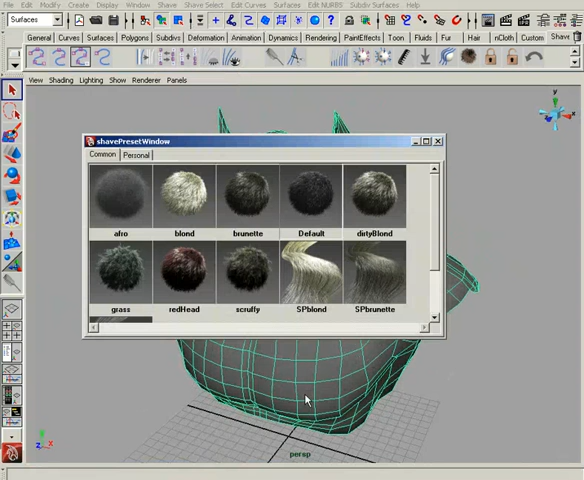 File Edit Modify Create Display Window Shave Shave Select Edit Curves Surfaces Edit NURBS Subdiv Surfaces
Surfaces
General Curves Surfaces Polygons Subdivs Deformation Animation Dynamics Rendering PaintEffects Toon Fluids Fur Hair nCloth Custom Shave
View Shading Lighting Show Renderer Panels
shavePresetWindow
Common Personal
afro blond brunette Default dirtyBlond
grass redHead scruffy SPblond SPbrunette
y
x
y
z x
persp